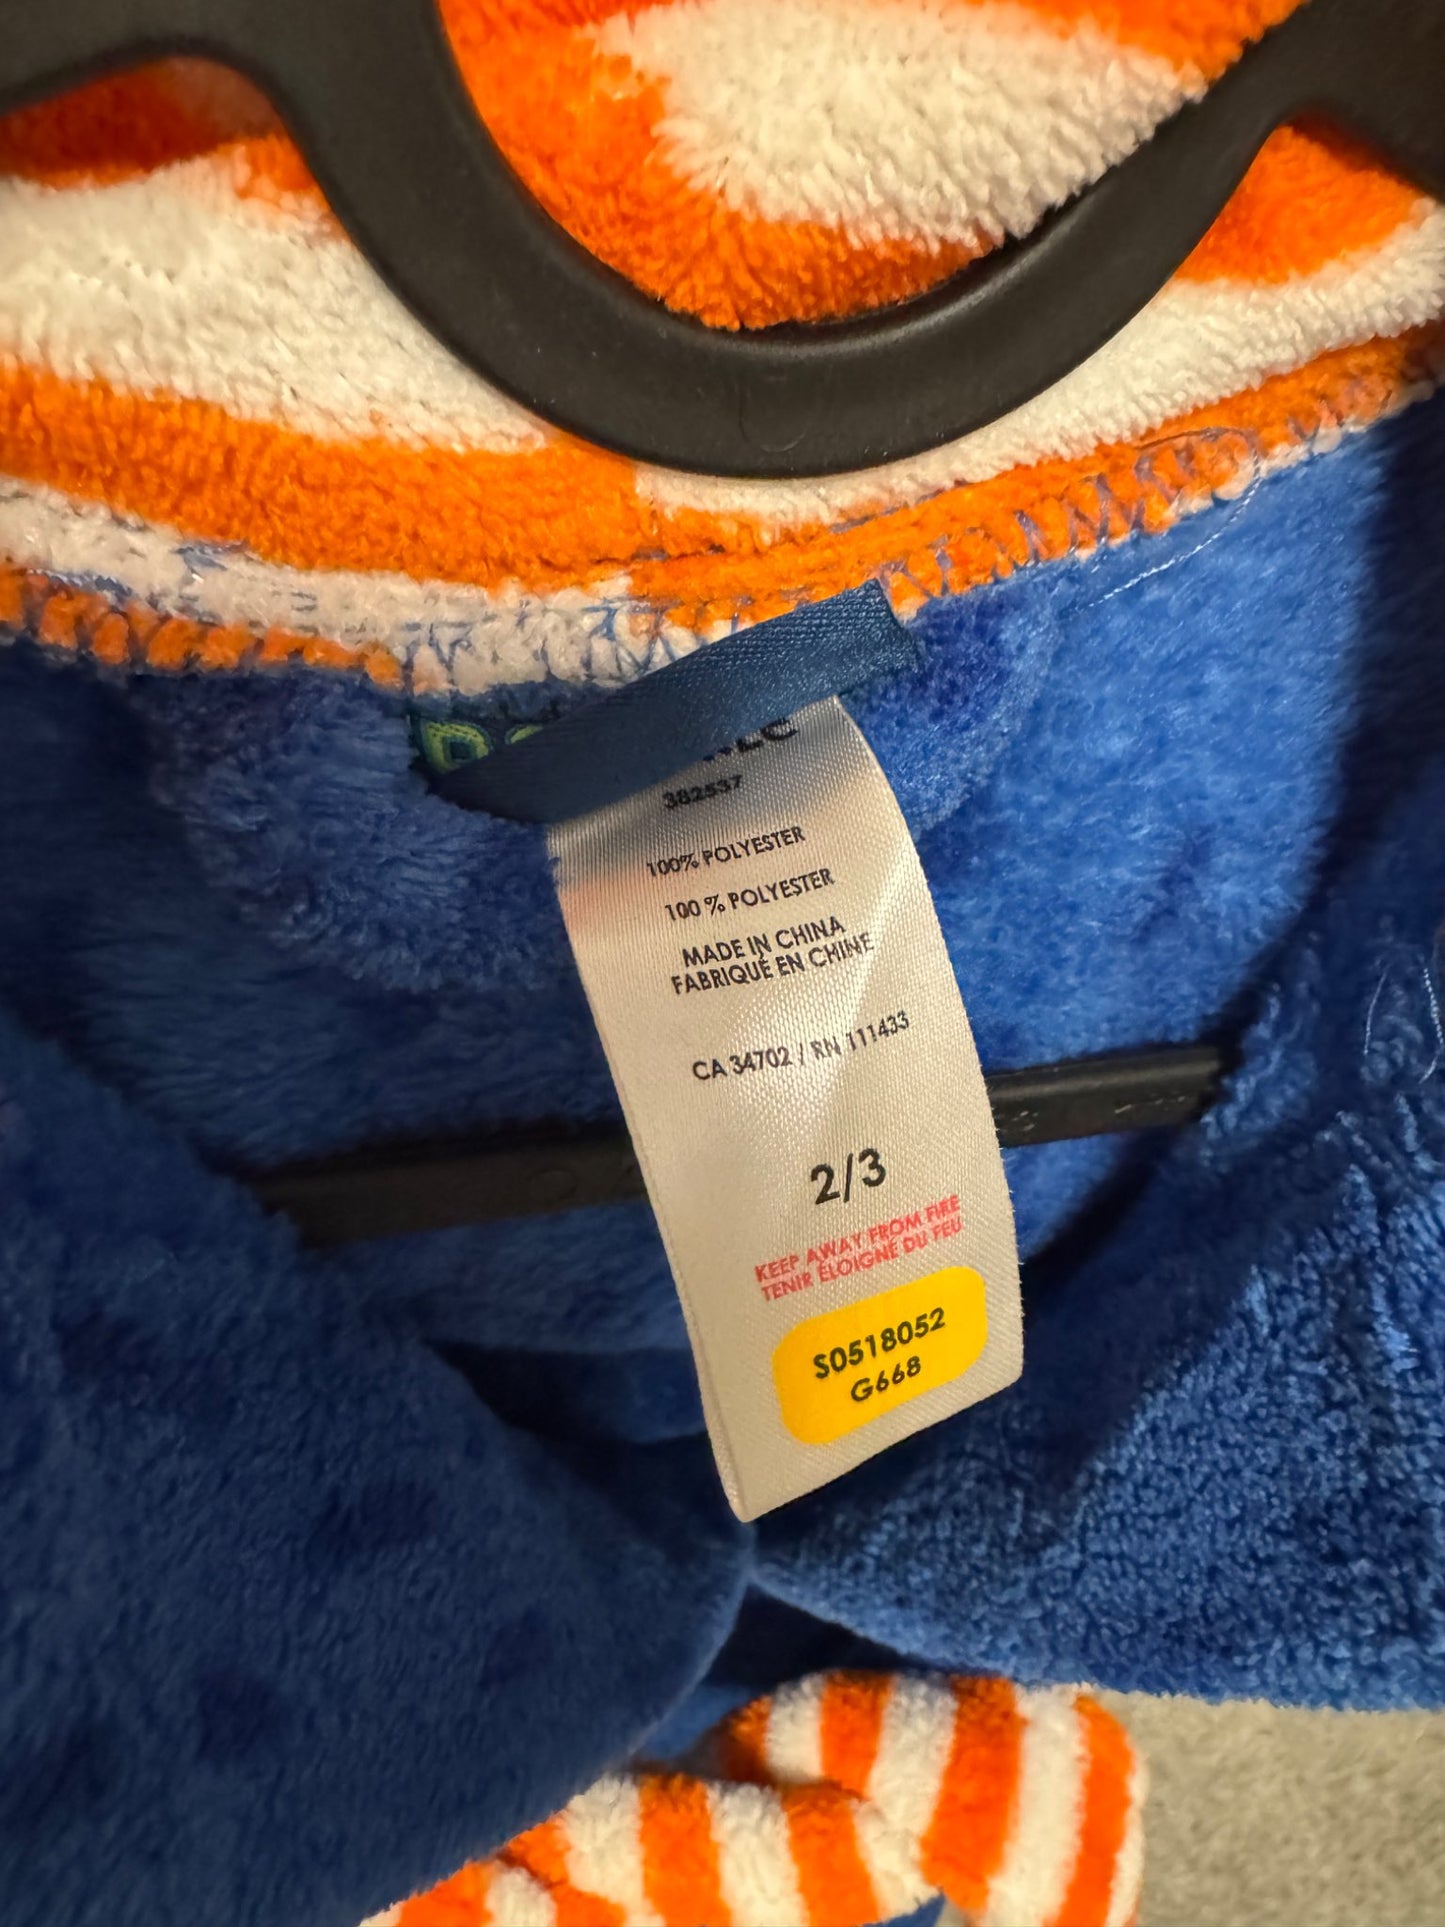 382537
100% POLYESTER
100 % POLYESTER
MADE IN CHINA
FABRIQUÉ EN CHINE
CA 34702 / RN 111433
2/3
KEEP AWAY FROM FIRE
TENIR ÉLOIGNÉ DU FEU
S0518052
G668